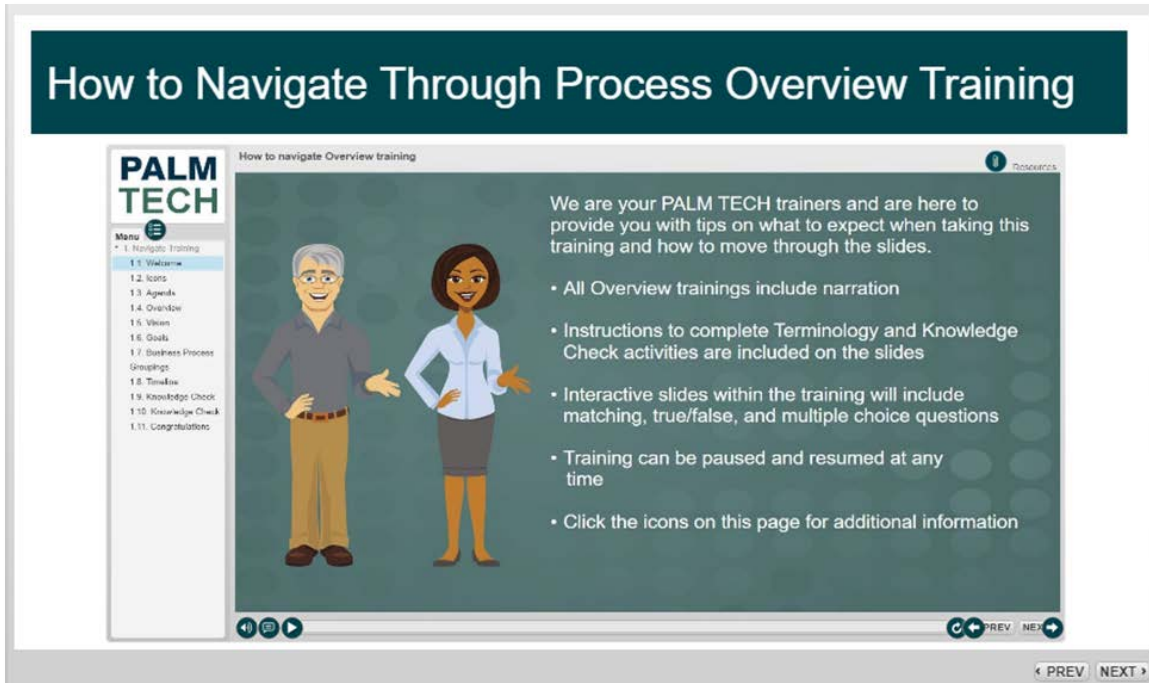 How to Navigate Through Process Overview Training
PALM
TECH
How to navigate Overview training
Resources
Menu
1. Navigate Training
1.1. Welcome
1.2. Icons
1.3. Agenda
1.4. Overview
1.5. Vision
1.6. Goals
1.7. Business Process
Groupings
1.8. Timeline
1.9. Knowledge Check
1.10. Knowledge Check
1.11. Congratulations
We are your PALM TECH trainers and are here to
provide you with tips on what to expect when taking this
training and how to move through the slides.
• All Overview trainings include narration
• Instructions to complete Terminology and Knowledge
Check activities are included on the slides
• Interactive slides within the training will include
matching, true/false, and multiple choice questions
• Training can be paused and resumed at any
time
• Click the icons on this page for additional information
PREV NEX
PREV NEXT